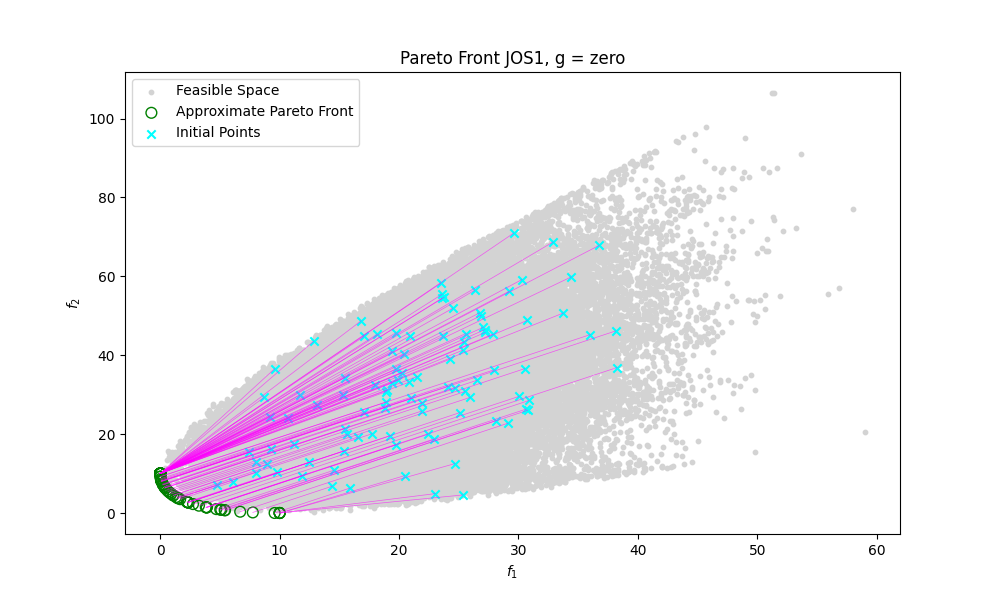 Pareto Front JOS1, g = zero
Feasible Space
Approximate Pareto Front
Initial Points
100
80
60
40
20
0
f₂
0 10 20 30 40 50 60
f₁